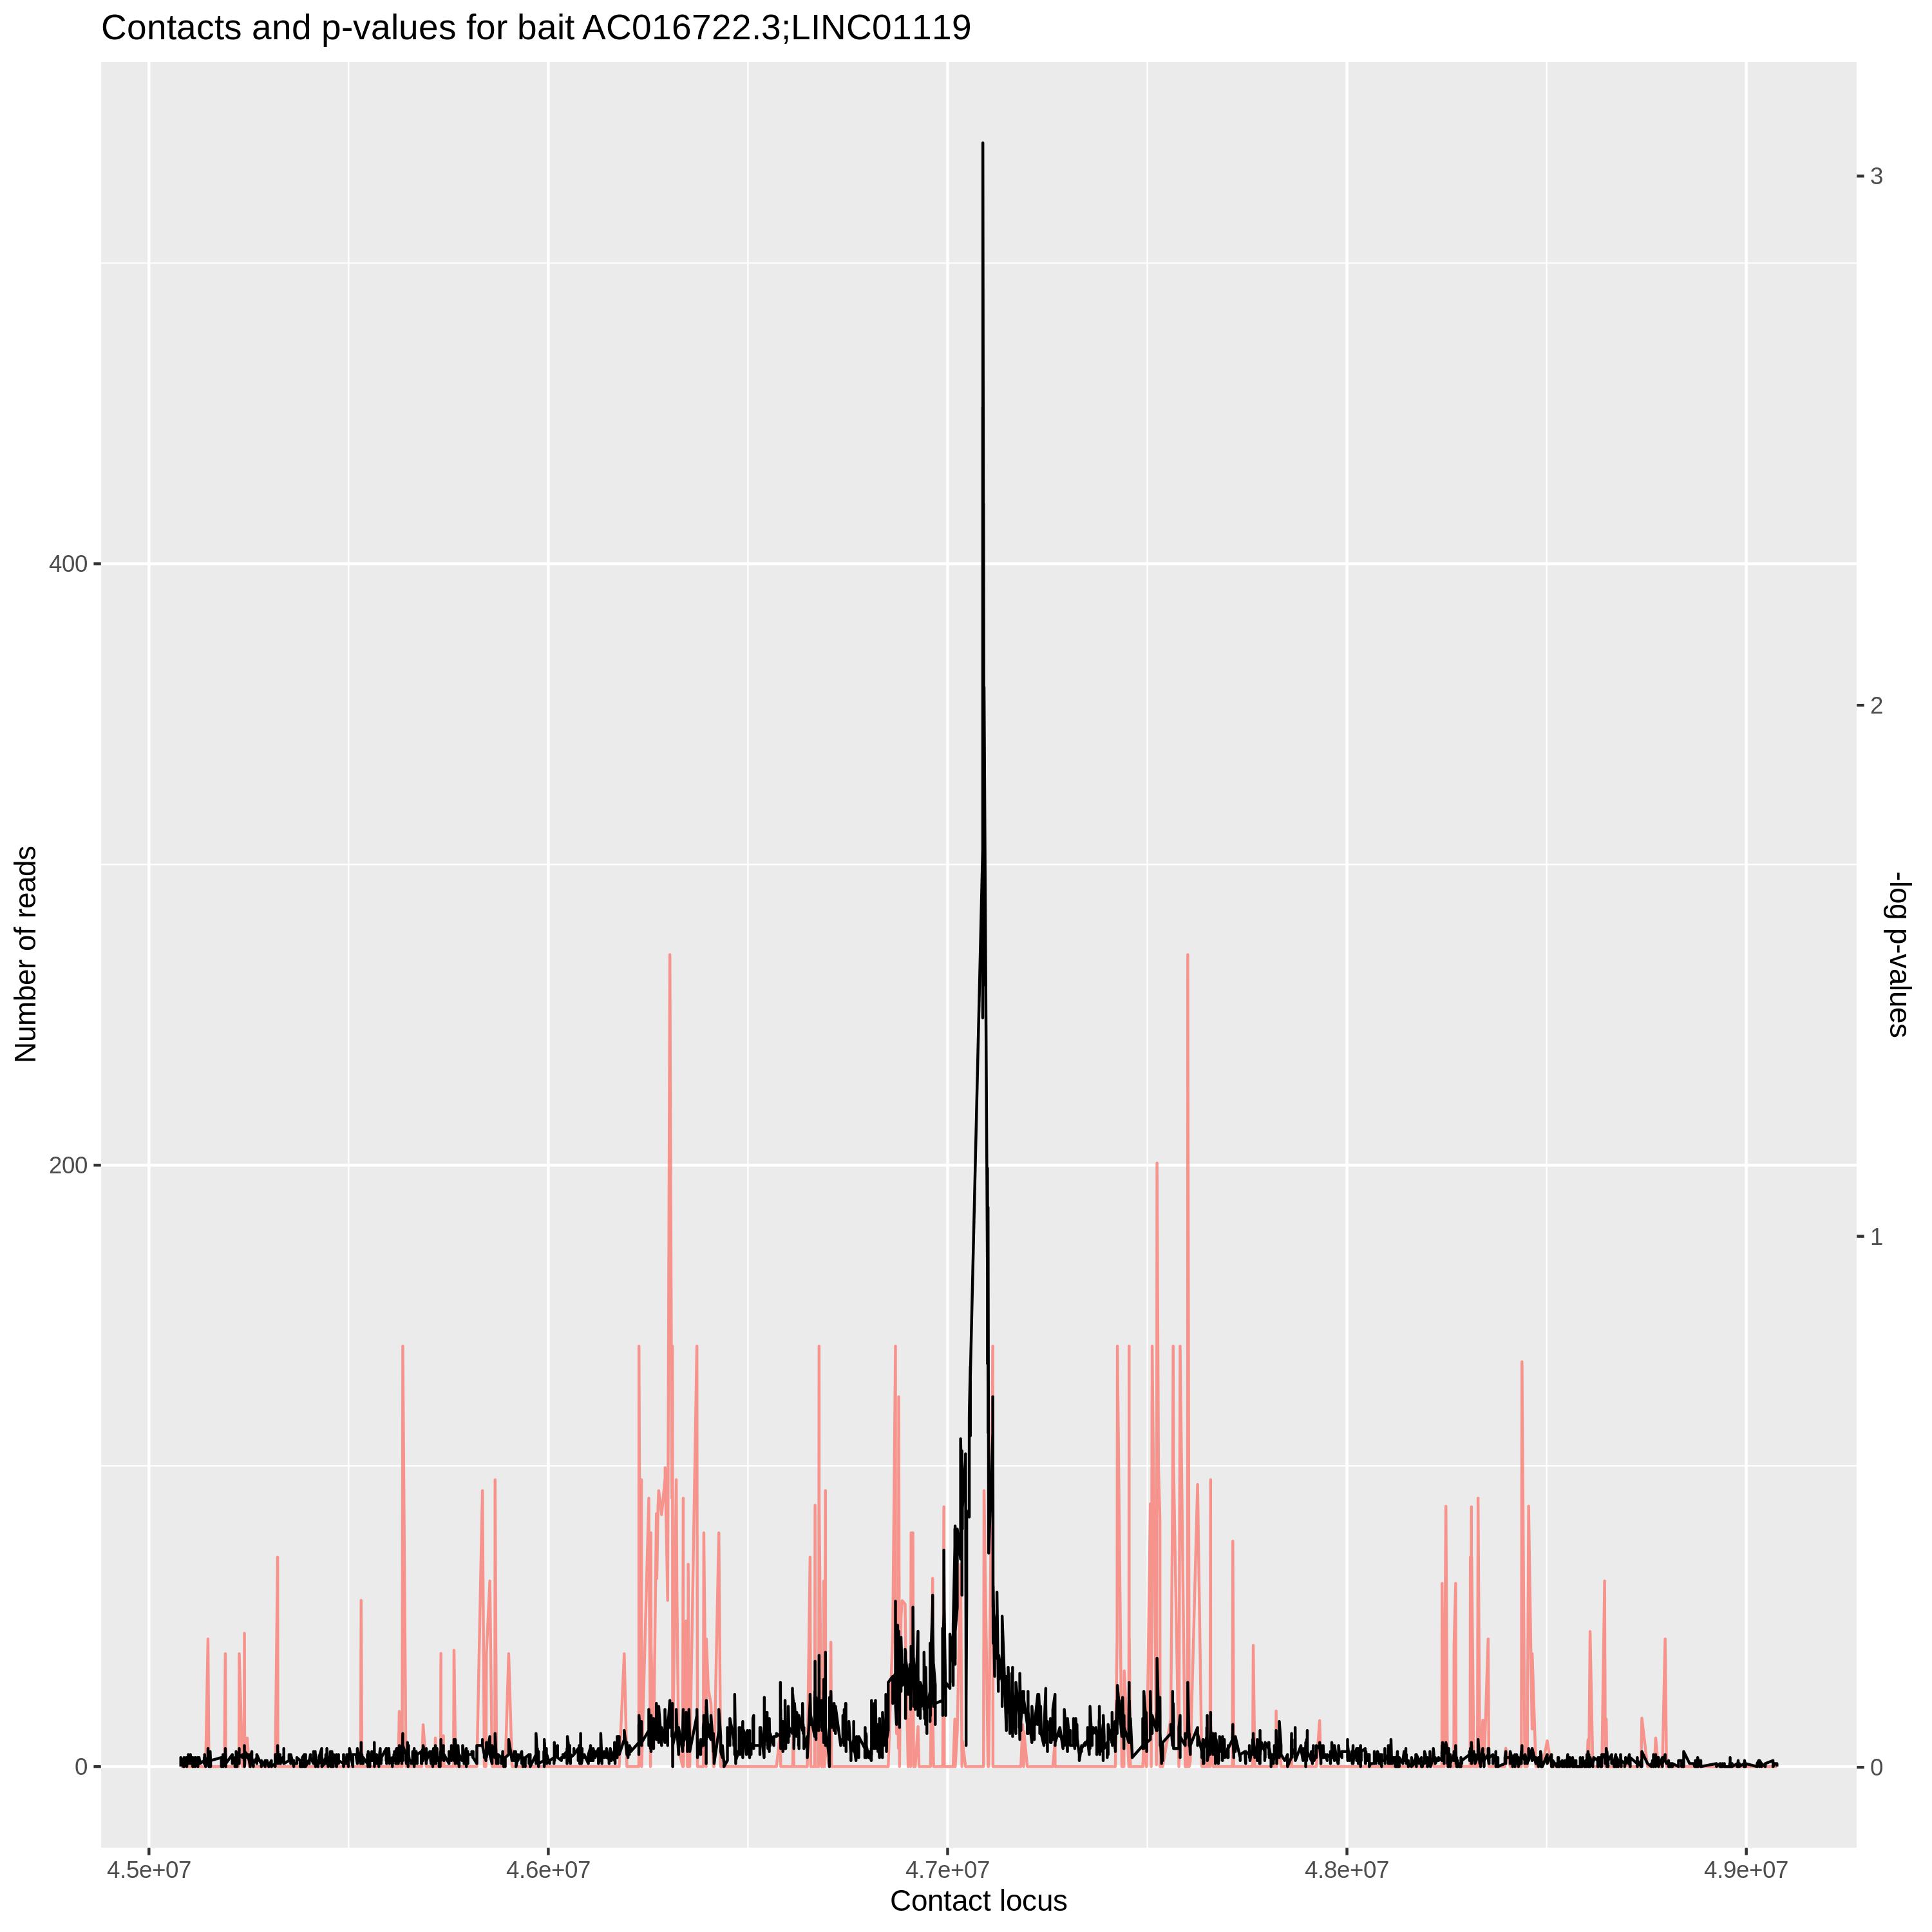 Contacts and p-values for bait AC016722.3;LINC01119
3
400
2
Number of reads
-log p-values
200
1
0
0
4.5e+07
4.6e+07
4.7e+07
4.8e+07
4.9e+07
Contact locus